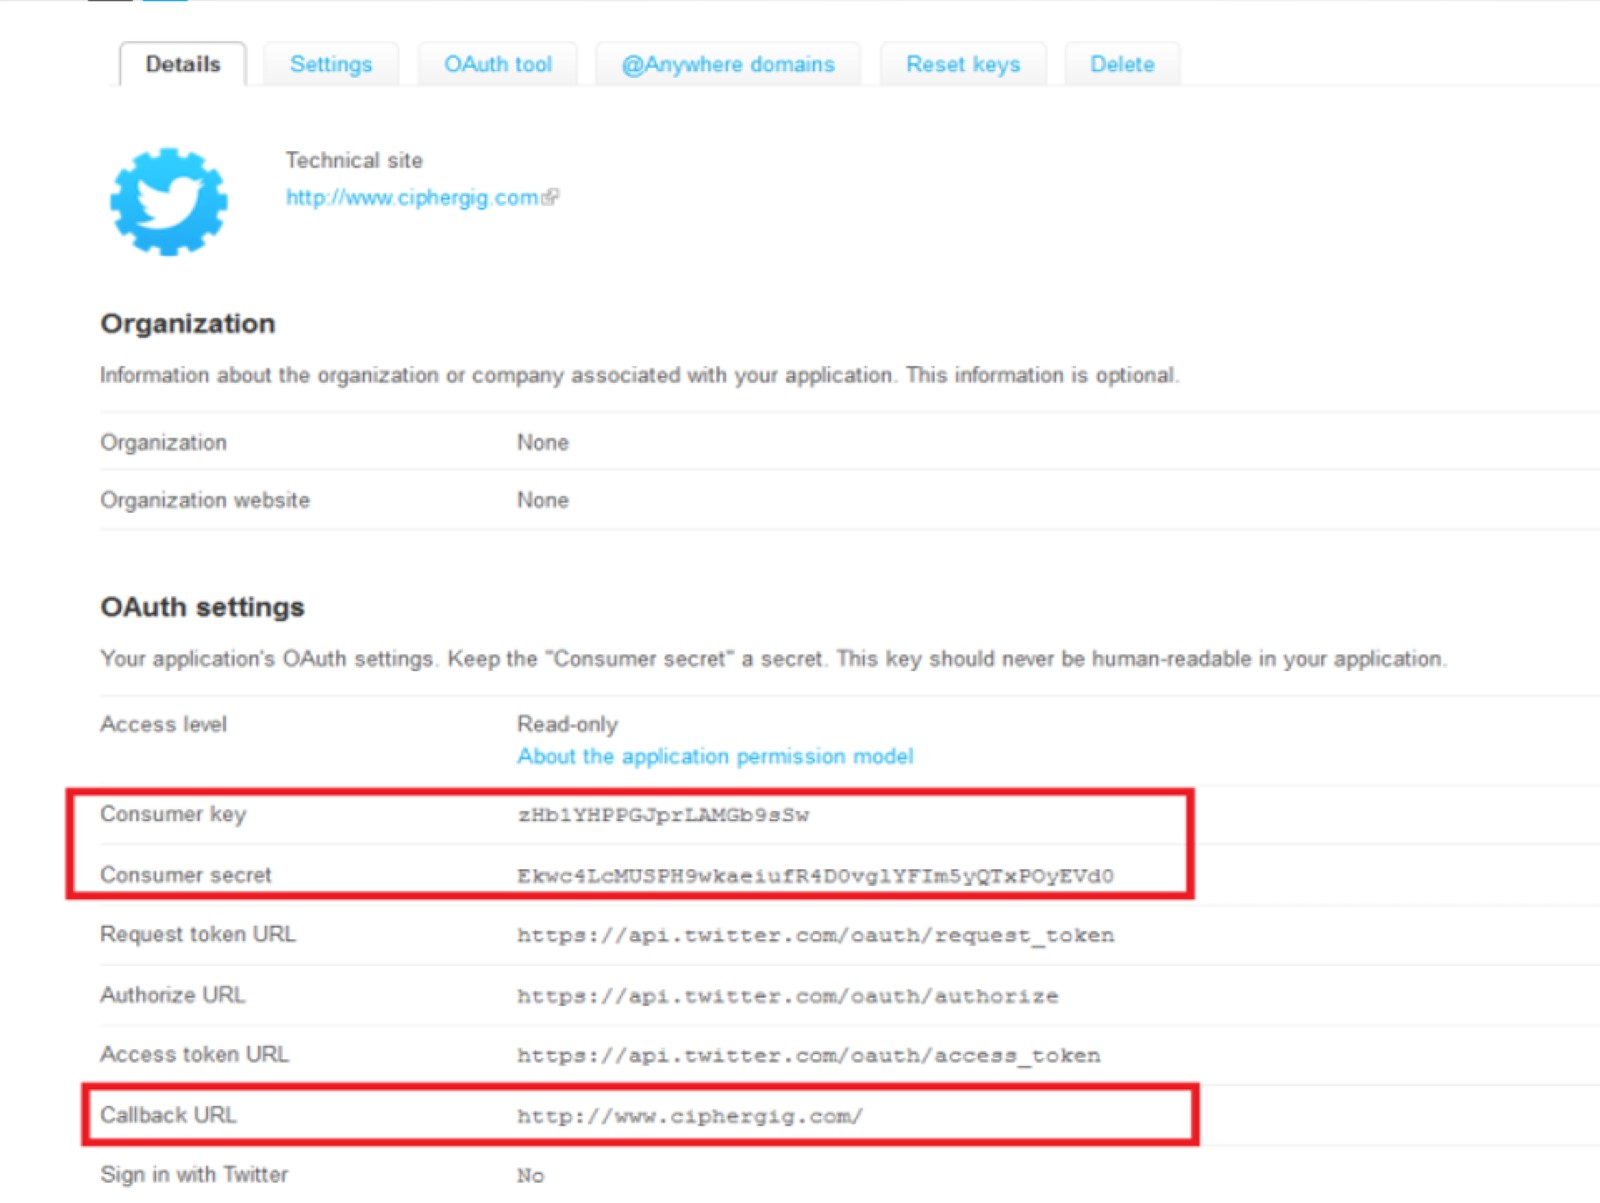 Details Settings OAuth tool @Anywhere domains Reset keys Delete
Technical site
http://www.ciphergig.com
Organization
Information about the organization or company associated with your application. This information is optional.
Organization None
Organization website None
OAuth settings
Your application's OAuth settings. Keep the "Consumer secret" a secret. This key should never be human-readable in your application.
Access level Read-only
About the application permission model
Consumer key zHb1YHPPGJprLAMGb9sSw
Consumer secret Ekwc4LcMUSPH9wkaeiufR4D0vglYFIm5yQTxPOyEVd0
Request token URL https://api.twitter.com/oauth/request_token
Authorize URL https://api.twitter.com/oauth/authorize
Access token URL https://api.twitter.com/oauth/access_token
Callback URL http://www.ciphergig.com/
Sign in with Twitter No